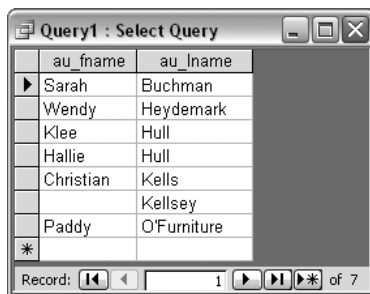 Query1 : Select Query
au_fname au_lname
Sarah Buchman
Wendy Heydemark
Klee Hull
Hallie Hull
Christian Kells
Kellsey
Paddy O'Furniture
Record: 1 of 7